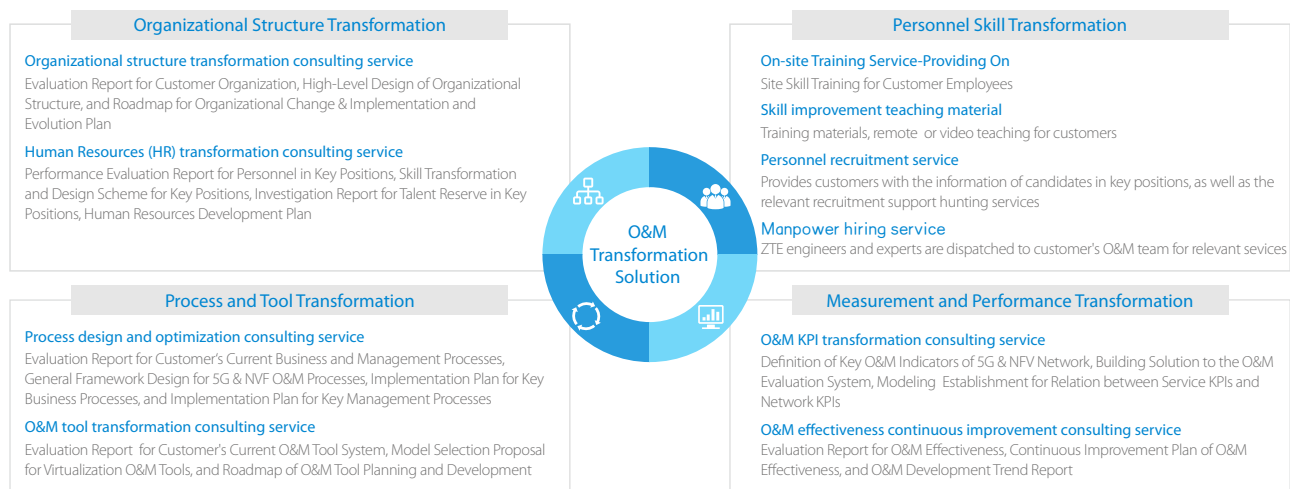 Organizational Structure Transformation
Organizational structure transformation consulting service
Evaluation Report for Customer Organization, High-Level Design of Organizational
Structure, and Roadmap for Organizational Change & Implementation and
Evolution Plan
Human Resources (HR) transformation consulting service
Performance Evaluation Report for Personnel in Key Positions, Skill Transformation
and Design Scheme for Key Positions, Investigation Report for Talent Reserve in Key
Positions, Human Resources Development Plan
Personnel Skill Transformation
On-site Training Service-Providing On
Site Skill Training for Customer Employees
Skill improvement teaching material
Training materials, remote or video teaching for customers
Personnel recruitment service
Provides customers with the information of candidates in key positions, as well as the
relevant recruitment support hunting services
Manpower hiring service
ZTE engineers and experts are dispatched to customer's O&M team for relevant sevices
O&M
Transformation
Solution
Process and Tool Transformation
Process design and optimization consulting service
Evaluation Report for Customer's Current Business and Management Processes,
General Framework Design for 5G & NVF O&M Processes, Implementation Plan for Key
Business Processes, and Implementation Plan for Key Management Processes
O&M tool transformation consulting service
Evaluation Report for Customer's Current O&M Tool System, Model Selection Proposal
for Virtualization O&M Tools, and Roadmap of O&M Tool Planning and Development
Measurement and Performance Transformation
O&M KPI transformation consulting service
Definition of Key O&M Indicators of 5G & NFV Network, Building Solution to the O&M
Evaluation System, Modeling Establishment for Relation between Service KPIs and
Network KPIs
O&M effectiveness continuous improvement consulting service
Evaluation Report for O&M Effectiveness, Continuous Improvement Plan of O&M
Effectiveness, and O&M Development Trend Report